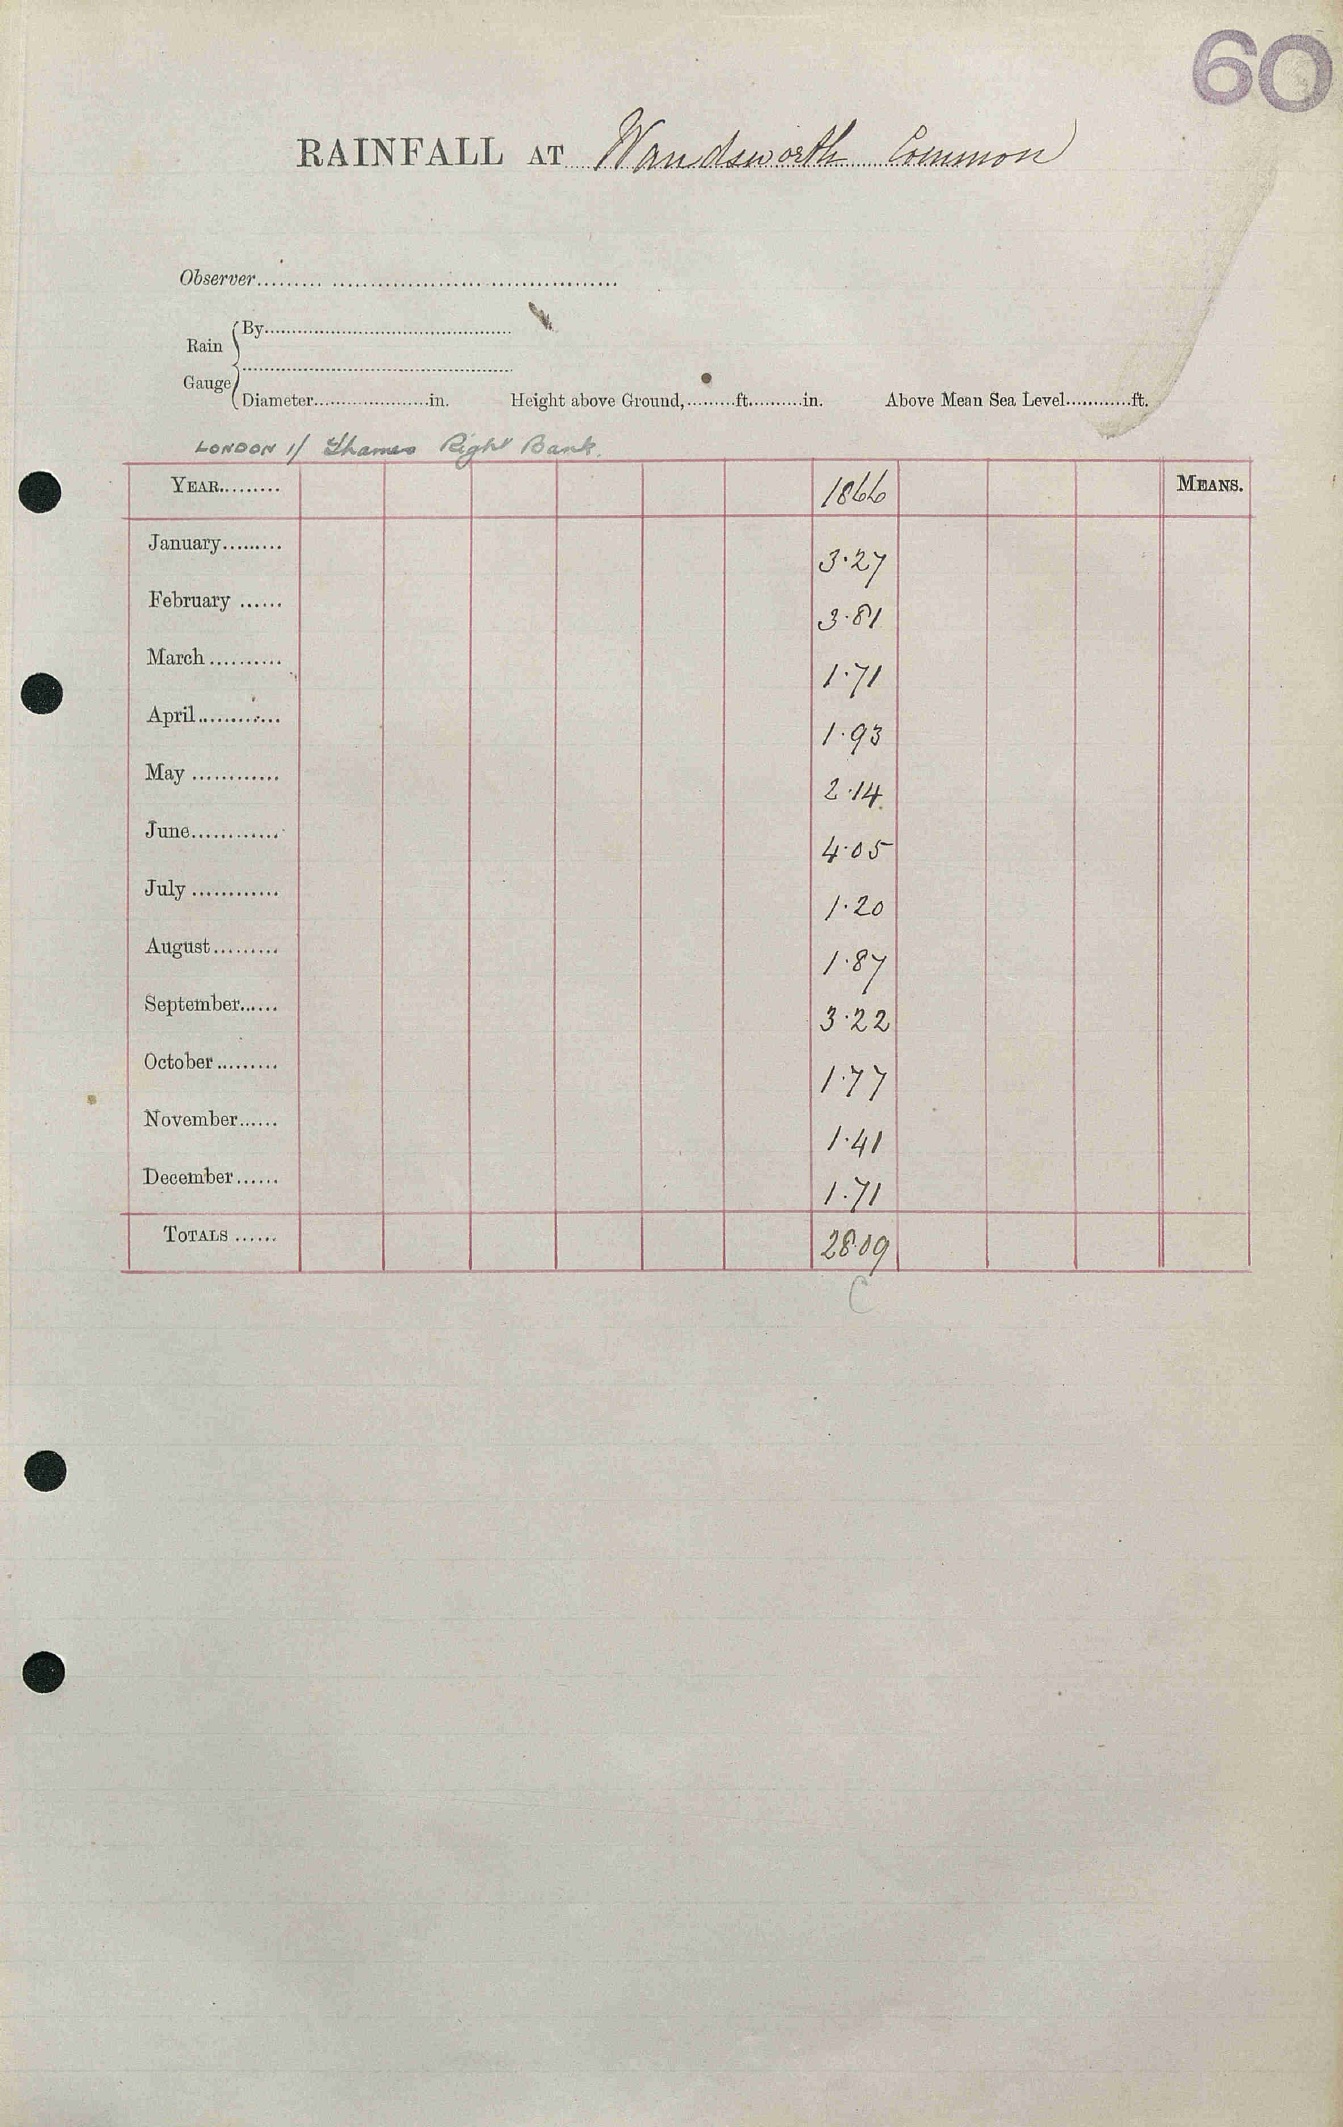 60
RAINFALL AT Wandsworth Common
Observer
Rain Gauge
By
Diameter in. Height above Ground, ft. in. Above Mean Sea Level ft.
LONDON 1/ Thames Right Bank.
YEAR 1866 MEANS.
January 3.27
February 3.81
March 1.71
April 1.93
May 2.14
June 4.05
July 1.20
August 1.87
September 3.22
October 1.77
November 1.41
December 1.71
TOTALS 28.09
C